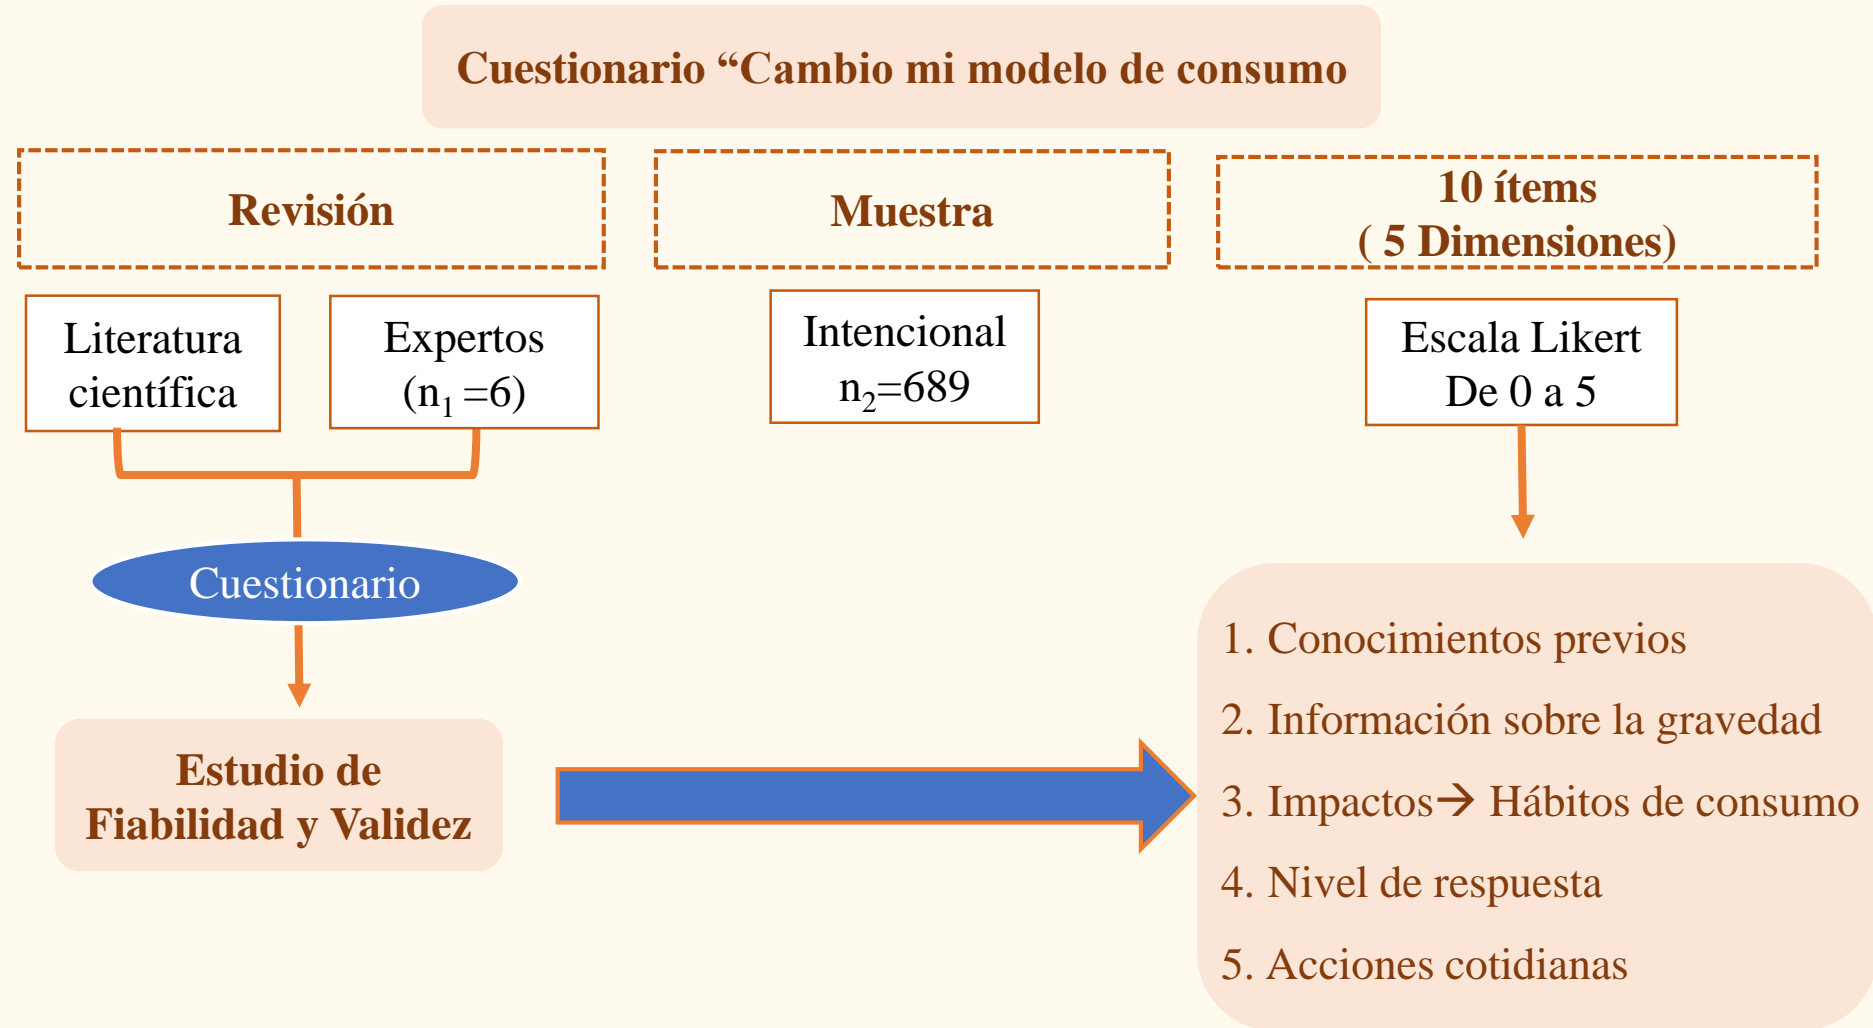 Cuestionario “Cambio mi modelo de consumo
Revisión
Muestra
10 ítems
( 5 Dimensiones)
Literatura
científica
Expertos
(n₁ =6)
Intencional
n₂=689
Escala Likert
De 0 a 5
Cuestionario
Estudio de
Fiabilidad y Validez
1. Conocimientos previos
2. Información sobre la gravedad
3. Impactos→ Hábitos de consumo
4. Nivel de respuesta
5. Acciones cotidianas